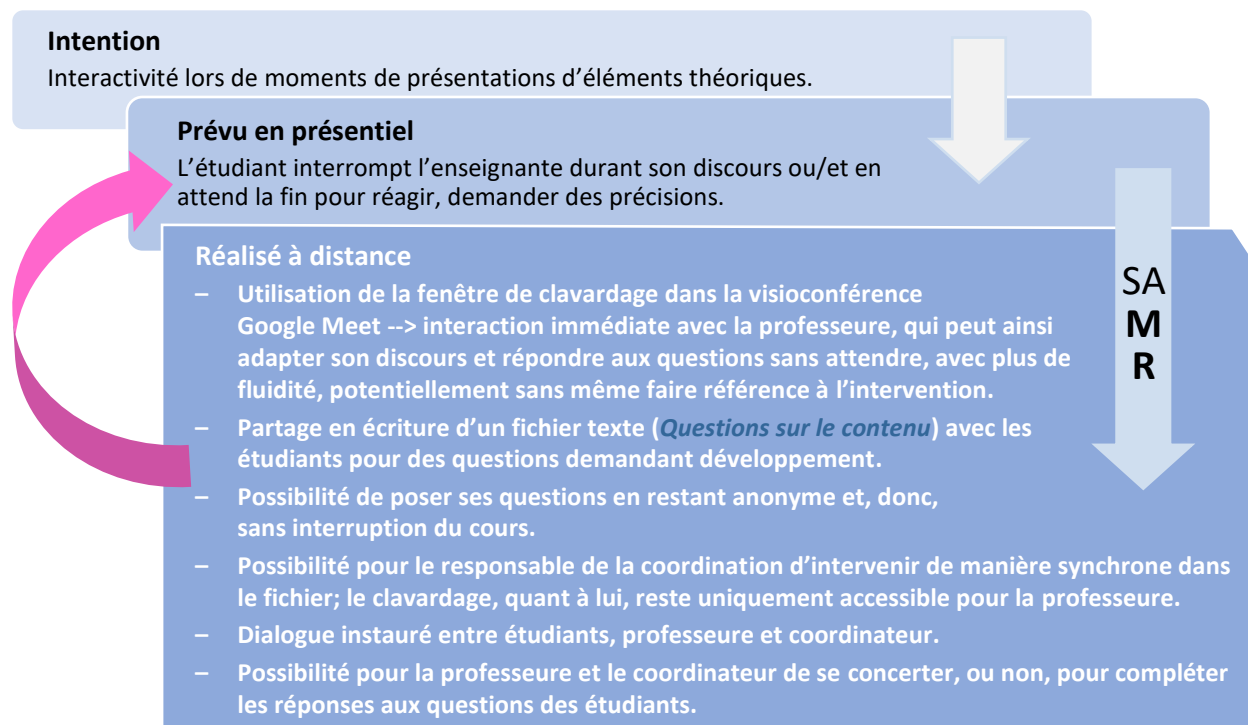 Intention
Interactivité lors de moments de présentations d’éléments théoriques.
Prévu en présentiel
L’étudiant interrompt l’enseignante durant son discours ou/et en
attend la fin pour réagir, demander des précisions.
Réalisé à distance
– Utilisation de la fenêtre de clavardage dans la visioconférence
Google Meet --> interaction immédiate avec la professeure, qui peut ainsi
adapter son discours et répondre aux questions sans attendre, avec plus de
fluidité, potentiellement sans même faire référence à l’intervention.
– Partage en écriture d’un fichier texte (Questions sur le contenu) avec les
étudiants pour des questions demandant développement.
– Possibilité de poser ses questions en restant anonyme et, donc,
sans interruption du cours.
– Possibilité pour le responsable de la coordination d’intervenir de manière synchrone dans
le fichier; le clavardage, quant à lui, reste uniquement accessible pour la professeure.
– Dialogue instauré entre étudiants, professeure et coordinateur.
– Possibilité pour la professeure et le coordinateur de se concerter, ou non, pour compléter
les réponses aux questions des étudiants.
SA
M
R